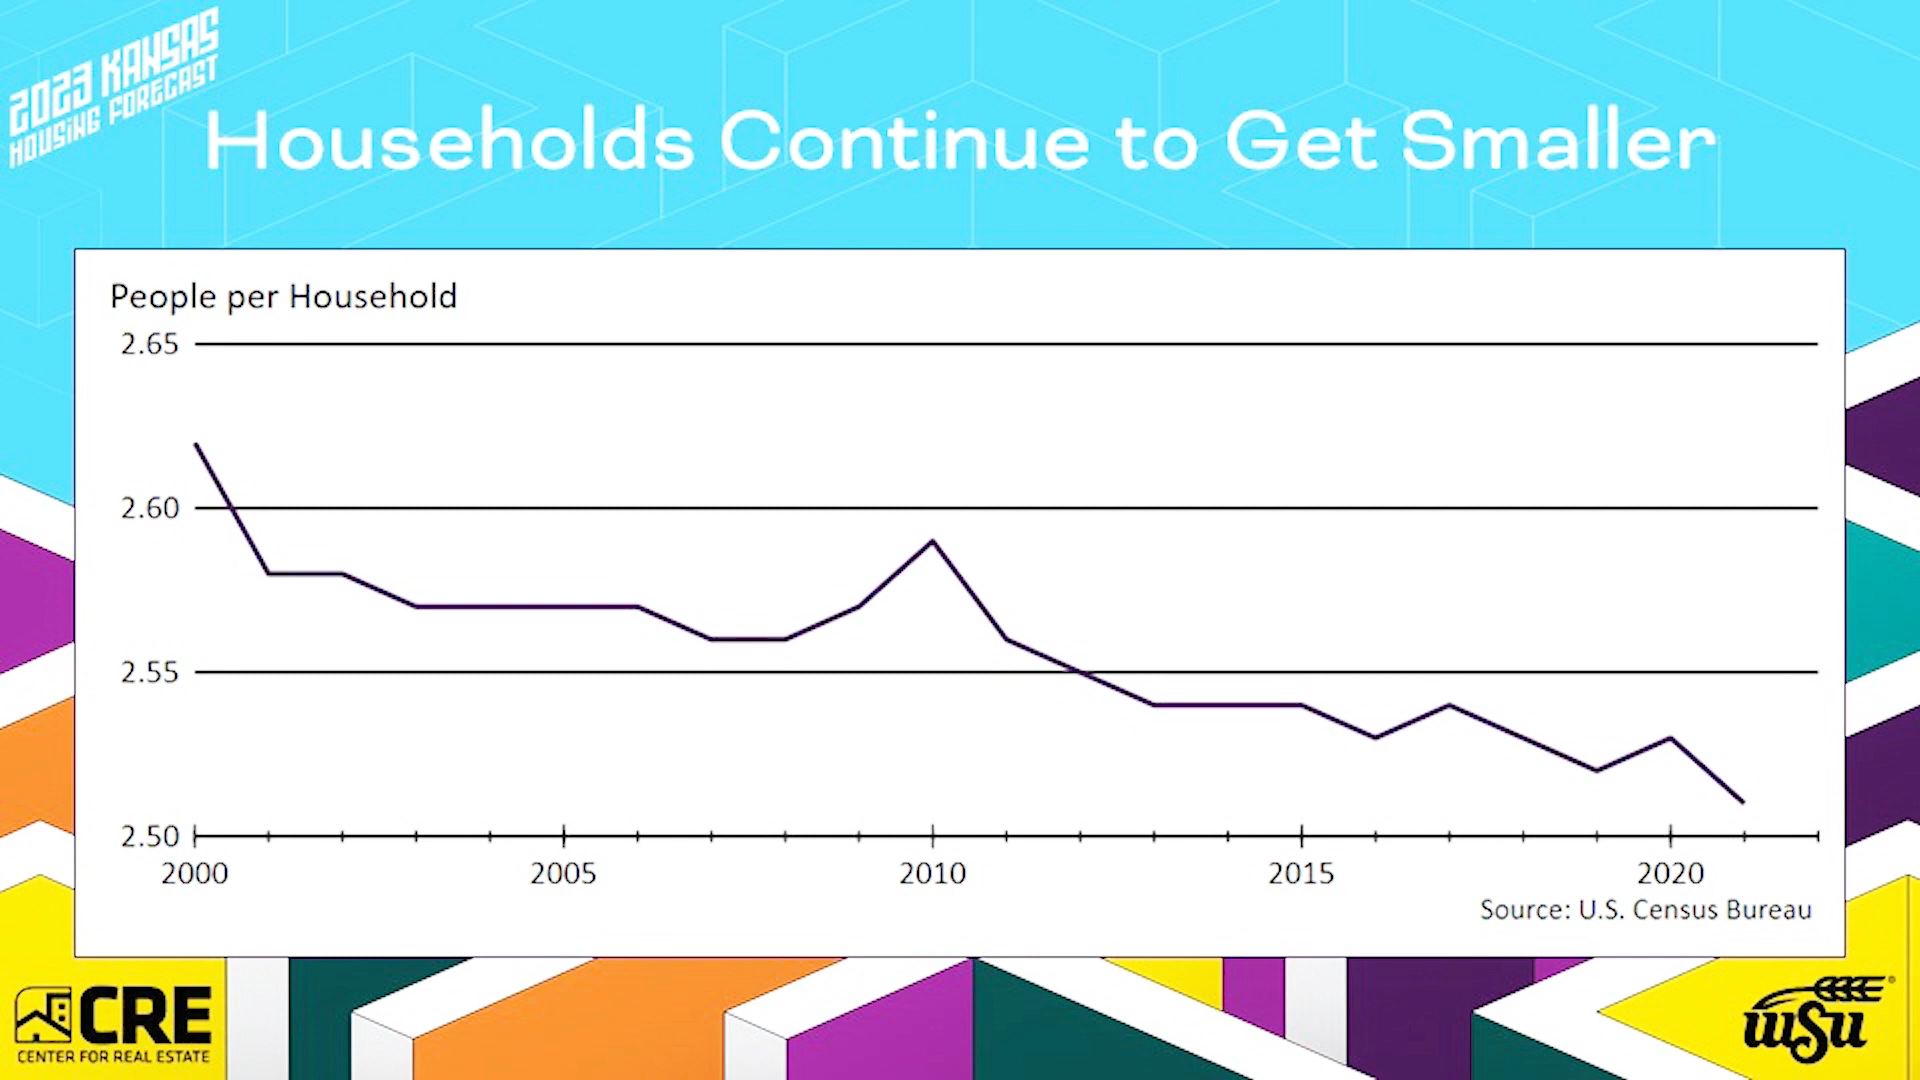 2023 KANSAS
HOUSING FORECAST
Households Continue to Get Smaller
People per Household
2.65
2.60
2.55
2.50
2000 2005 2010 2015 2020
Source: U.S. Census Bureau
CRE
CENTER FOR REAL ESTATE
WSU